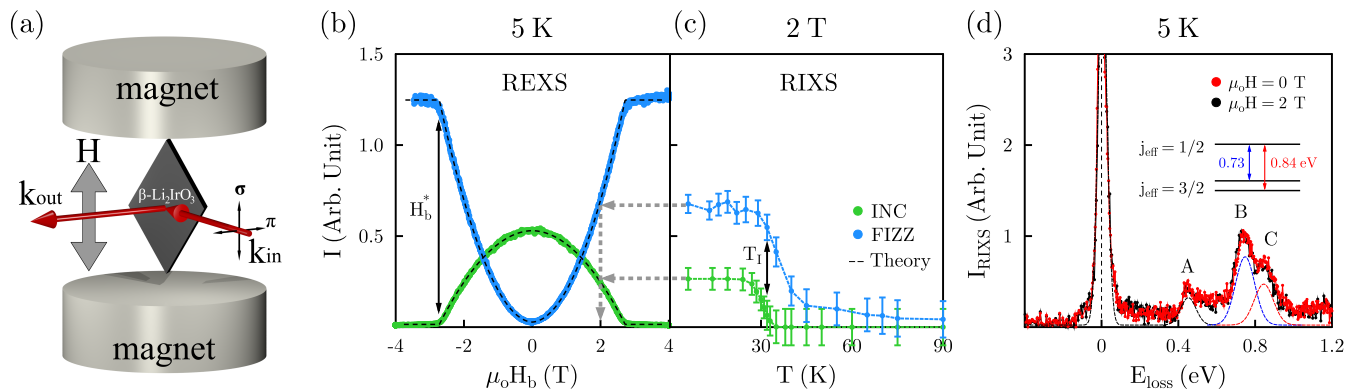 (a)
magnet
H
k_out
β-Li₂IrO₃
σ
π
k_in
magnet
(b)
5 K
REXS
I (Arb. Unit)
1.5
1.0
0.5
0
H_b^*
-4
-2
0
2
4
μ_oH_b (T)
(c)
2 T
RIXS
INC
FIZZ
Theory
T_I
30
60
90
T (K)
(d)
5 K
I_RIXS (Arb. Unit)
3
2
1
μ_oH = 0 T
μ_oH = 2 T
j_eff = 1/2
0.73
0.84 eV
j_eff = 3/2
A
B
C
0
0.4
0.8
1.2
E_loss (eV)